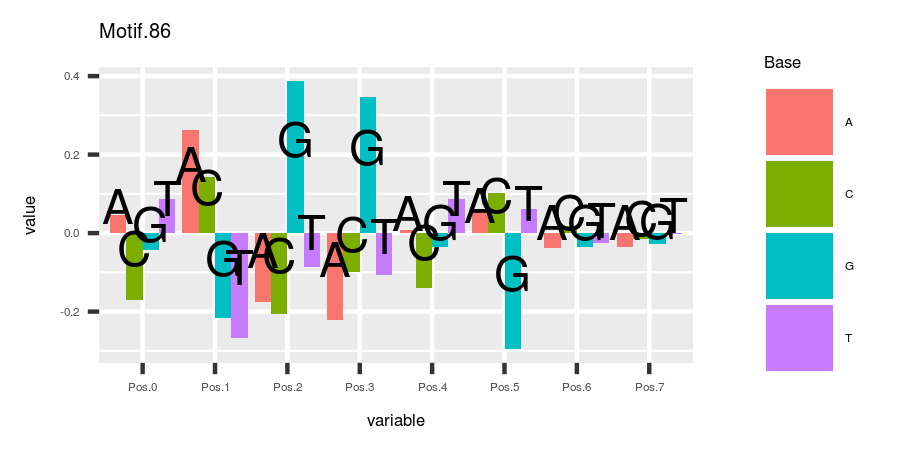 Motif.86
Base
0.4
0.2
0.0
-0.2
value
A C G T A C G T A C G T A C G T A C G T A C G T A C G T A C G T
Pos.0 Pos.1 Pos.2 Pos.3 Pos.4 Pos.5 Pos.6 Pos.7
variable
A
C
G
T